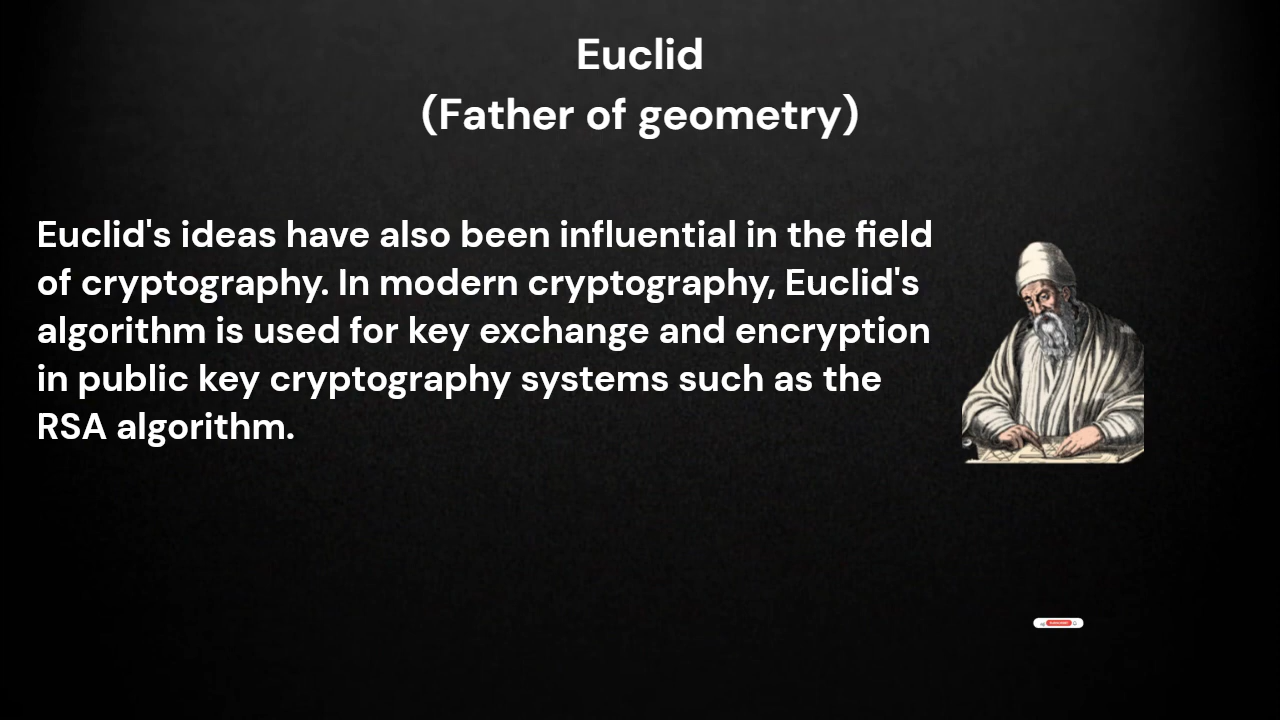 Euclid
(Father of geometry)
Euclid's ideas have also been influential in the field
of cryptography. In modern cryptography, Euclid's
algorithm is used for key exchange and encryption
in public key cryptography systems such as the
RSA algorithm.